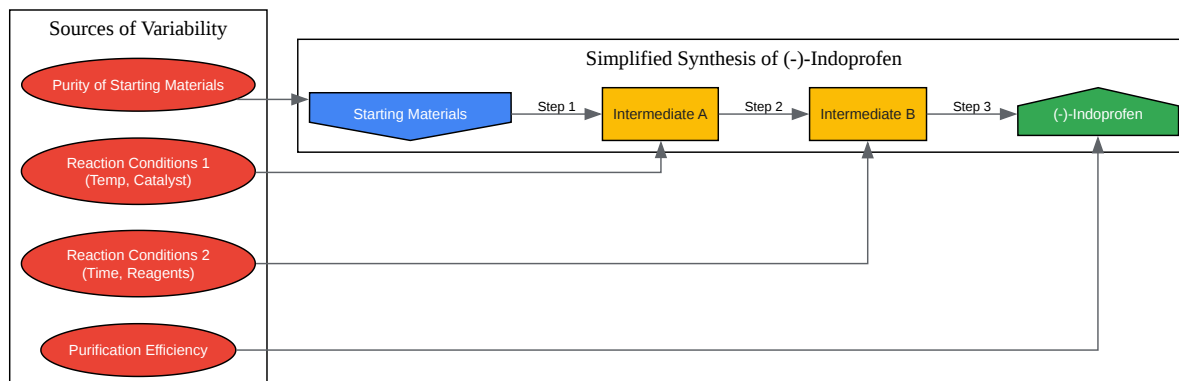 Sources of Variability
Purity of Starting Materials
Reaction Conditions 1
(Temp, Catalyst)
Reaction Conditions 2
(Time, Reagents)
Purification Efficiency
Simplified Synthesis of (-)-Indoprofen
Starting Materials
Step 1
Intermediate A
Step 2
Intermediate B
Step 3
(-)-Indoprofen